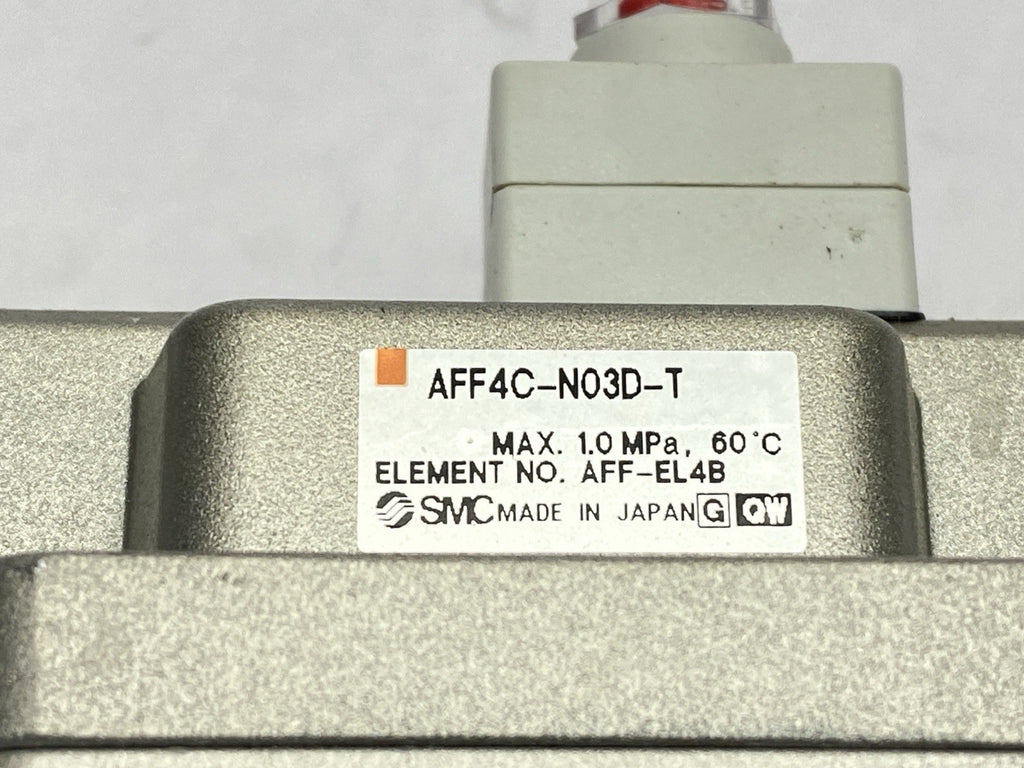 AFF4C-N03D-T
MAX. 1.0 MPa, 60°C
ELEMENT NO. AFF-EL4B
SMC MADE IN JAPAN G QW